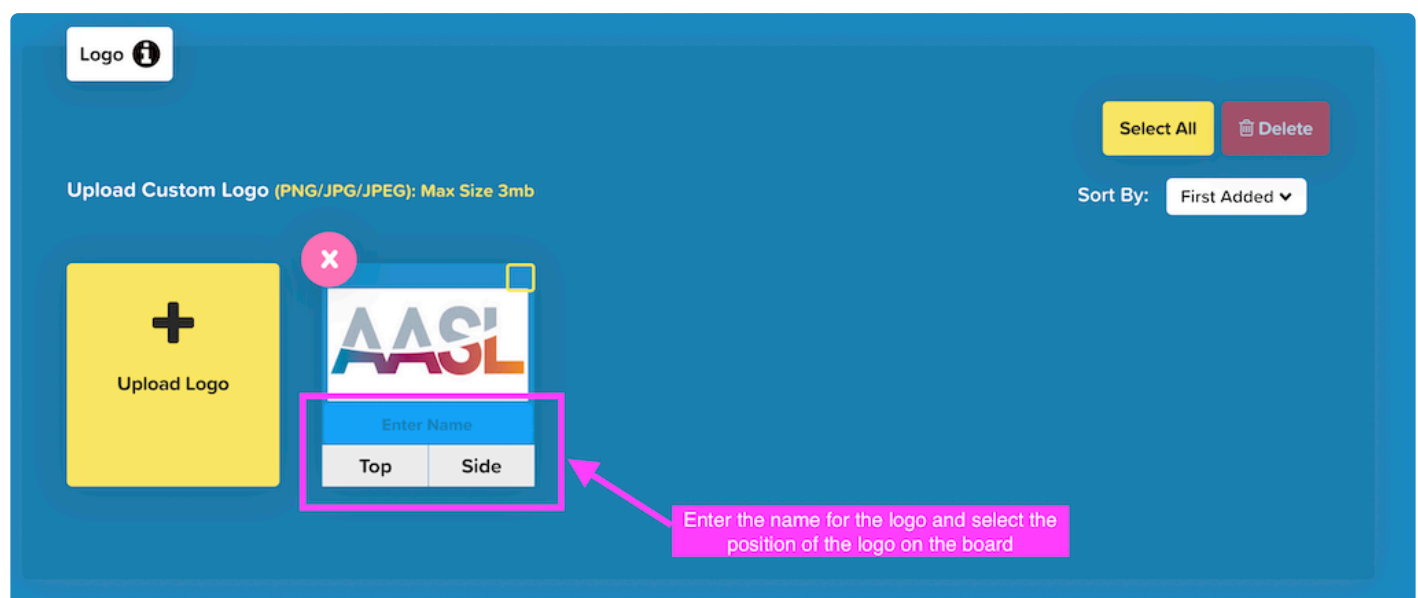 Logo
Select All
Delete
Upload Custom Logo (PNG/JPG/JPEG): Max Size 3mb
Sort By: First Added
x
Upload Logo
AASL
Enter Name
Top Side
Enter the name for the logo and select the
position of the logo on the board